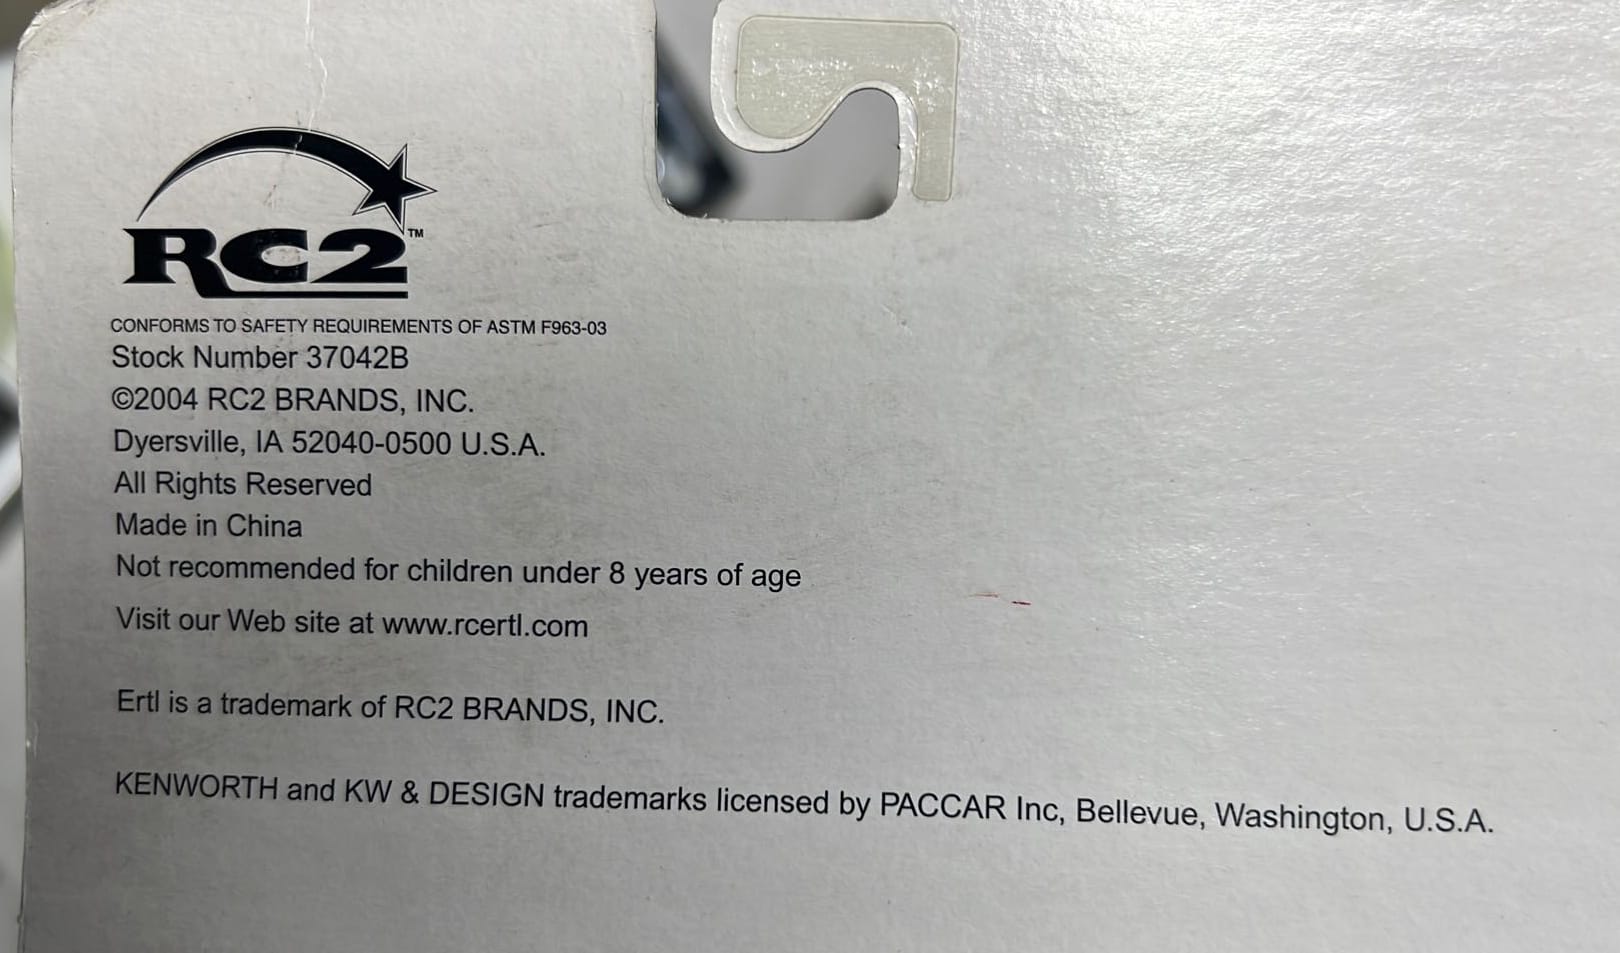 RC2™
CONFORMS TO SAFETY REQUIREMENTS OF ASTM F963-03
Stock Number 37042B
©2004 RC2 BRANDS, INC.
Dyersville, IA 52040-0500 U.S.A.
All Rights Reserved
Made in China
Not recommended for children under 8 years of age
Visit our Web site at www.rcertl.com
Ertl is a trademark of RC2 BRANDS, INC.
KENWORTH and KW & DESIGN trademarks licensed by PACCAR Inc, Bellevue, Washington, U.S.A.